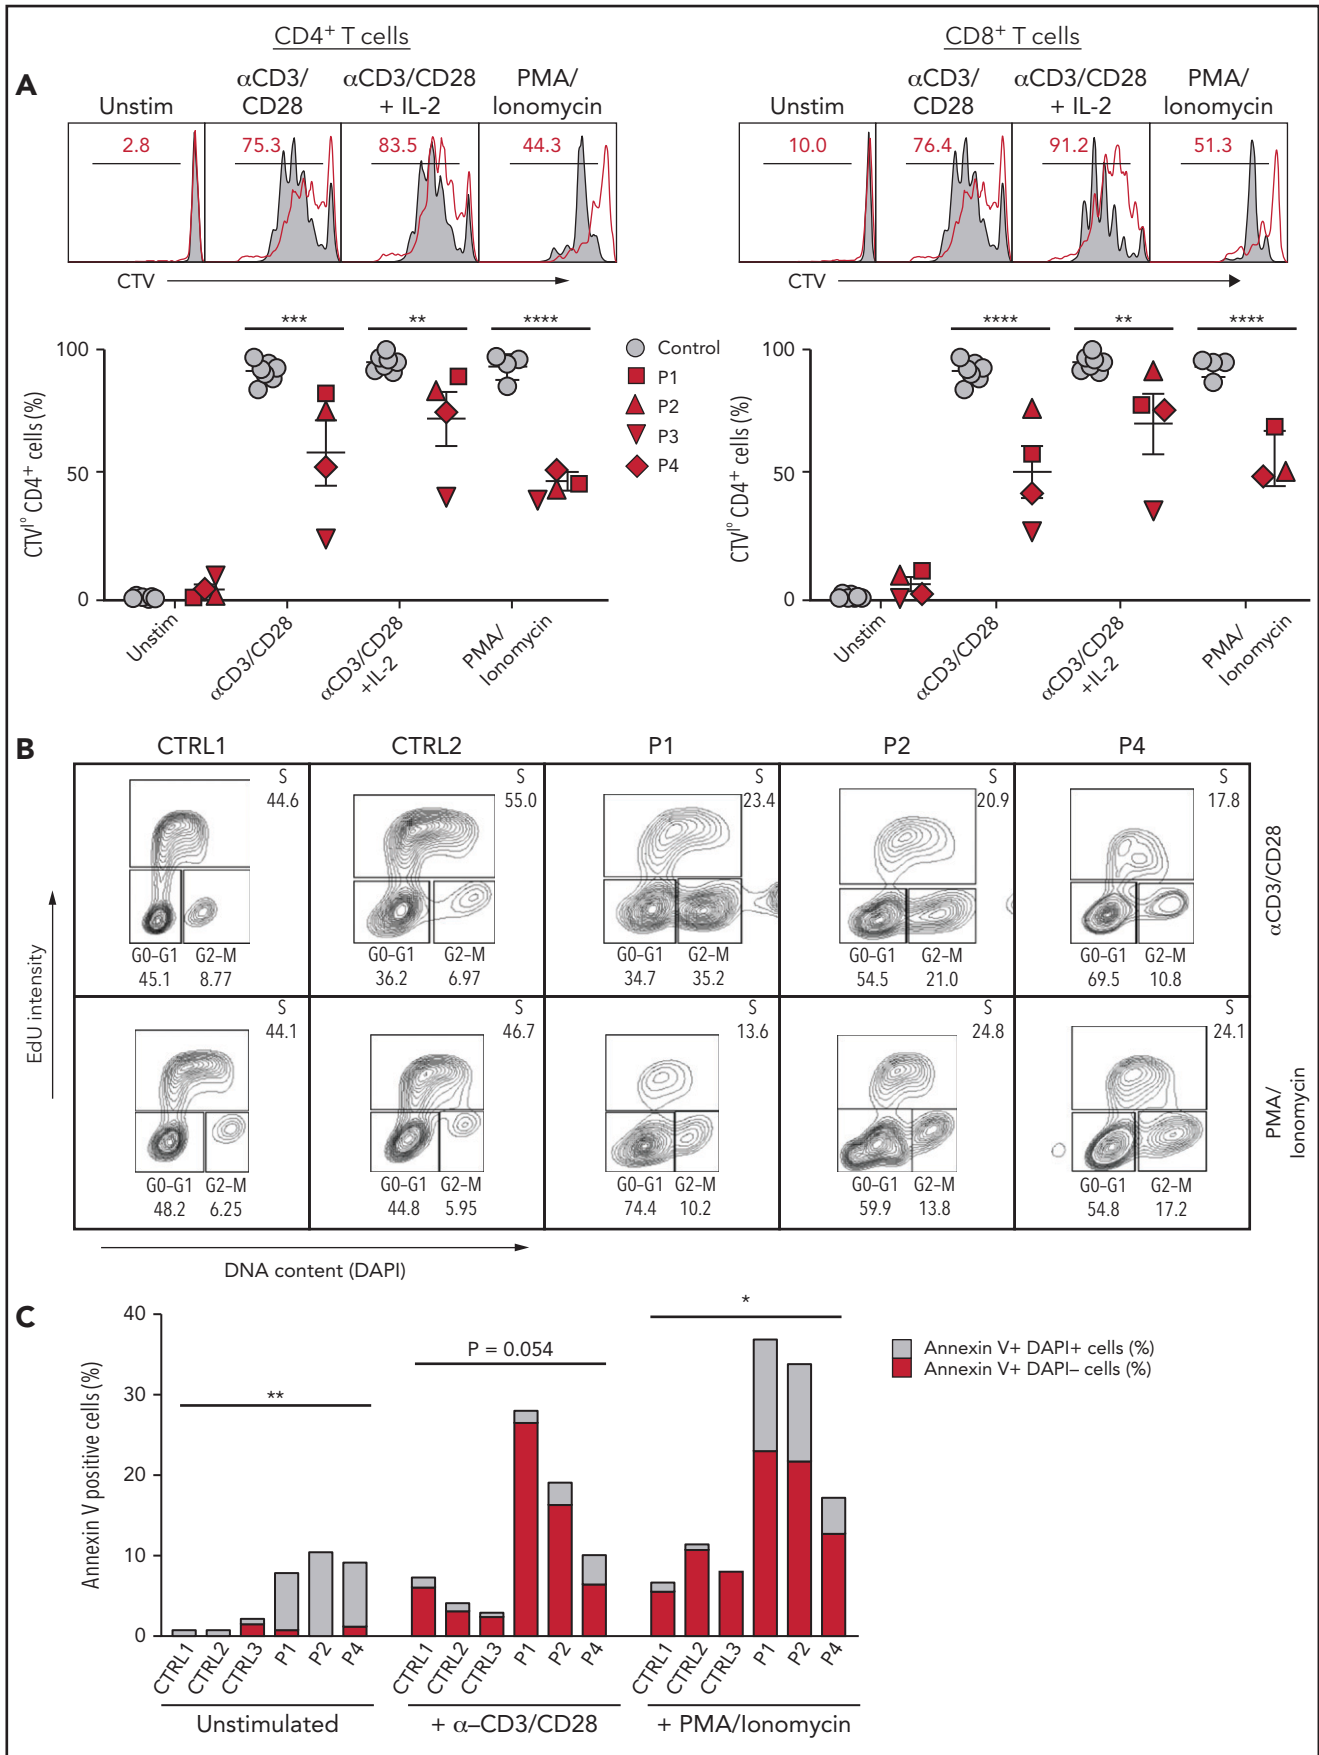 CD4+ T cells
CD8+ T cells
A
Unstim
αCD3/
CD28
αCD3/CD28
+ IL-2
PMA/
Ionomycin
Unstim
αCD3/
CD28
αCD3/CD28
+ IL-2
PMA/
Ionomycin
2.8
75.3
83.5
44.3
10.0
76.4
91.2
51.3
CTV
CTV
***
**
****
****
**
****
CTVlo CD4+ cells (%)
100
50
0
Control
P1
P2
P3
P4
CTVlo CD4+ cells (%)
100
50
0
Unstim
αCD3/CD28
αCD3/CD28
+IL-2
PMA/
Ionomycin
Unstim
αCD3/CD28
αCD3/CD28
+IL-2
PMA/
Ionomycin
B
CTRL1
CTRL2
P1
P2
P4
S
44.6
G0–G1 G2–M
45.1 8.77
S
55.0
G0–G1 G2–M
36.2 6.97
S
23.4
G0–G1 G2–M
34.7 35.2
S
20.9
G0–G1 G2–M
54.5 21.0
S
17.8
G0–G1 G2–M
69.5 10.8
αCD3/CD28
EdU intensity
S
44.1
G0–G1 G2–M
48.2 6.25
S
46.7
G0–G1 G2–M
44.8 5.95
S
13.6
G0–G1 G2–M
74.4 10.2
S
24.8
G0–G1 G2–M
59.9 13.8
S
24.1
G0–G1 G2–M
54.8 17.2
PMA/
Ionomycin
DNA content (DAPI)
C
Annexin V positive cells (%)
40
30
20
10
0
**
P = 0.054
*
Annexin V+ DAPI+ cells (%)
Annexin V+ DAPI– cells (%)
CTRL1
CTRL2
CTRL3
P1
P2
P4
CTRL1
CTRL2
CTRL3
P1
P2
P4
CTRL1
CTRL2
CTRL3
P1
P2
P4
Unstimulated
+ α–CD3/CD28
+ PMA/Ionomycin